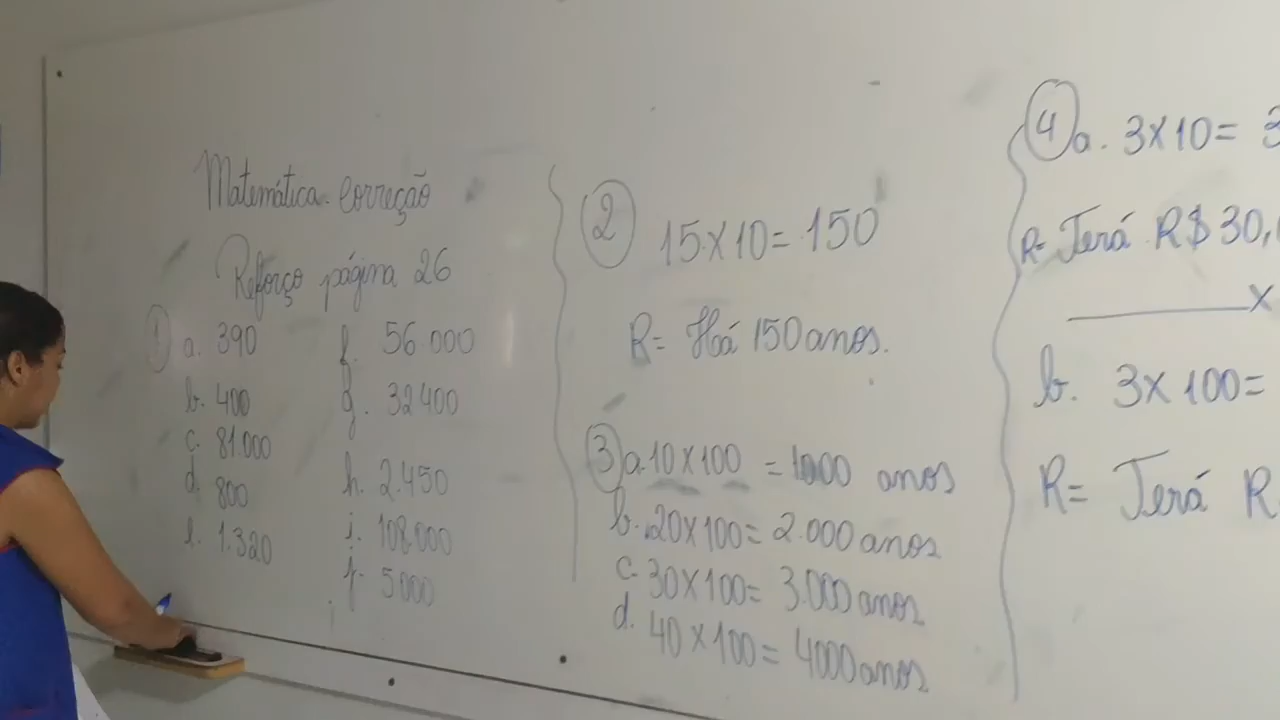 Matemática. Correção
Reforço página 26
1 a. 390
b. 400
c. 81.000
d. 800
e. 1.320
f. 56.000
g. 32400
h. 2.450
i. 108.000
j. 5000
2 15x10= 150
R= Há 150 anos.
3 a. 10x100 = 1000 anos
b. 20x100= 2.000 anos
c. 30x100= 3.000 anos
d. 40x100= 4000 anos
4 a. 3x10= 3
R= Terá R$ 30,
x
b. 3x100=
R= Terá R